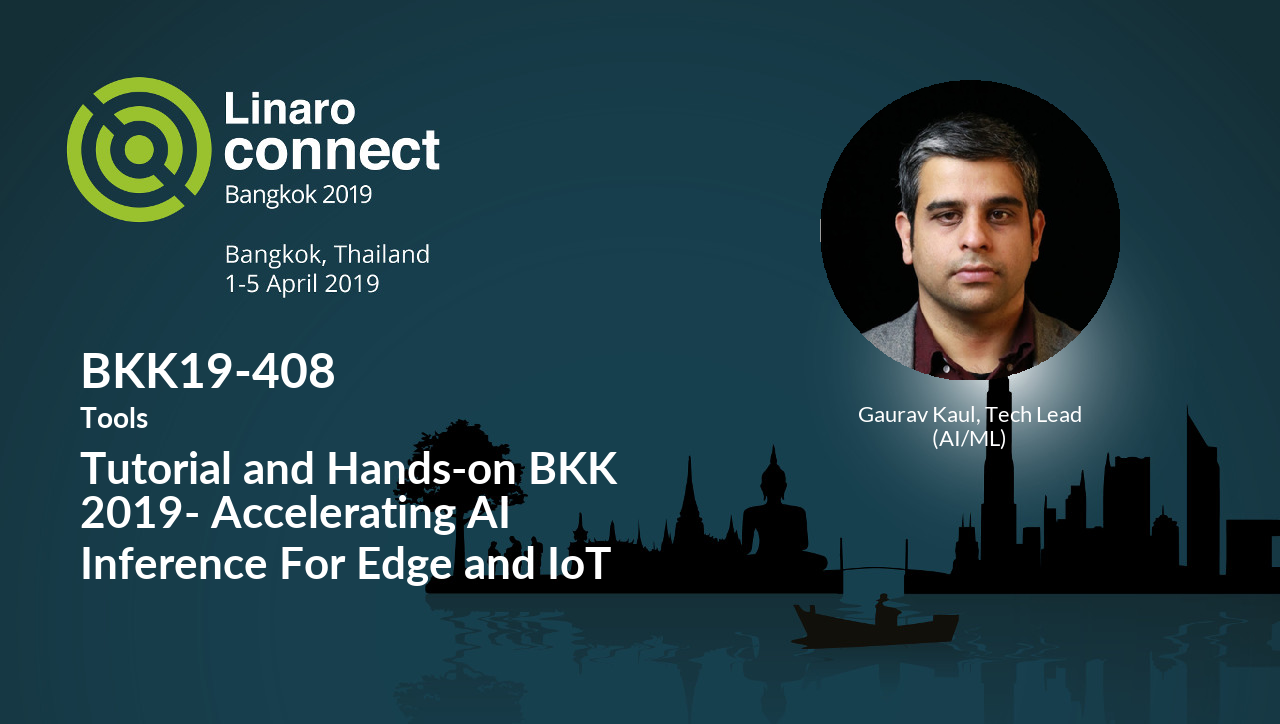 Linaro
connect
Bangkok 2019
Bangkok, Thailand
1-5 April 2019
BKK19-408
Tools
Tutorial and Hands-on BKK
2019- Accelerating AI
Inference For Edge and IoT
Gaurav Kaul, Tech Lead
(AI/ML)